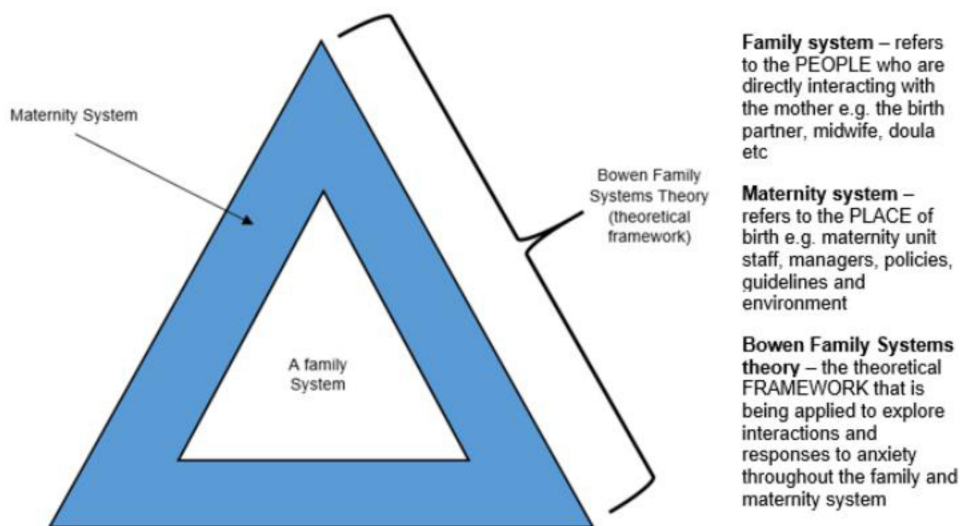 Maternity System
A family
System
Bowen Family
Systems Theory
(theoretical
framework)
Family system – refers
to the PEOPLE who are
directly interacting with
the mother e.g. the birth
partner, midwife, doula
etc
Maternity system –
refers to the PLACE of
birth e.g. maternity unit
staff, managers, policies,
guidelines and
environment
Bowen Family Systems
theory – the theoretical
FRAMEWORK that is
being applied to explore
interactions and
responses to anxiety
throughout the family and
maternity system